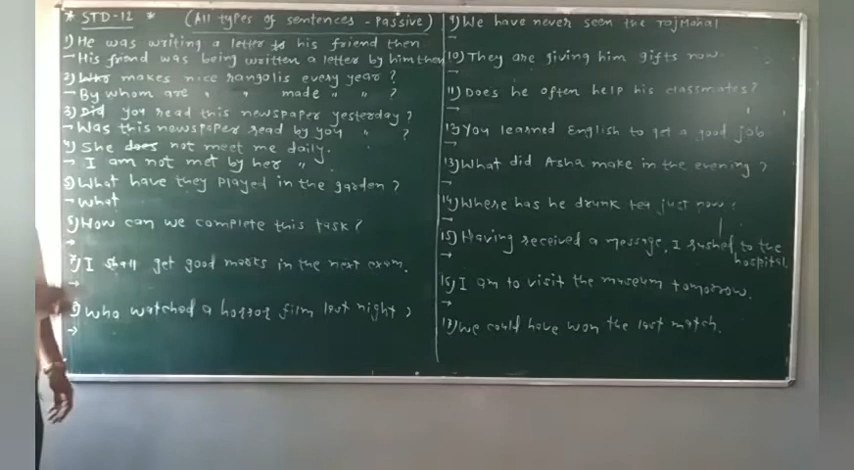 * STD-12 * (All types of sentences - Passive)
1) He was writing a letter to his friend then
→ His friend was being written a letter by him then
2) Who makes nice rangolis every year?
→ By whom are " " made " " ?
3) Did you read this newspaper yesterday?
→ Was this newspaper read by you " ?
4) She does not meet me daily.
→ I am not met by her "
5) What have they played in the garden?
→ What
6) How can we complete this task?
→
7) I shall get good marks in the next exam.
→
8) Who watched a horror film last night?
→
9) We have never seen the Taj Mahal
→
10) They are giving him gifts now
→
11) Does he often help his classmates?
→
12) You learned English to get a good job
→
13) What did Asha make in the evening?
→
14) Where has he drunk tea just now?
→
15) Having received a message, I rushed to the
hospital.
→
16) I am to visit the museum tomorrow.
→
17) We could have won the last match.